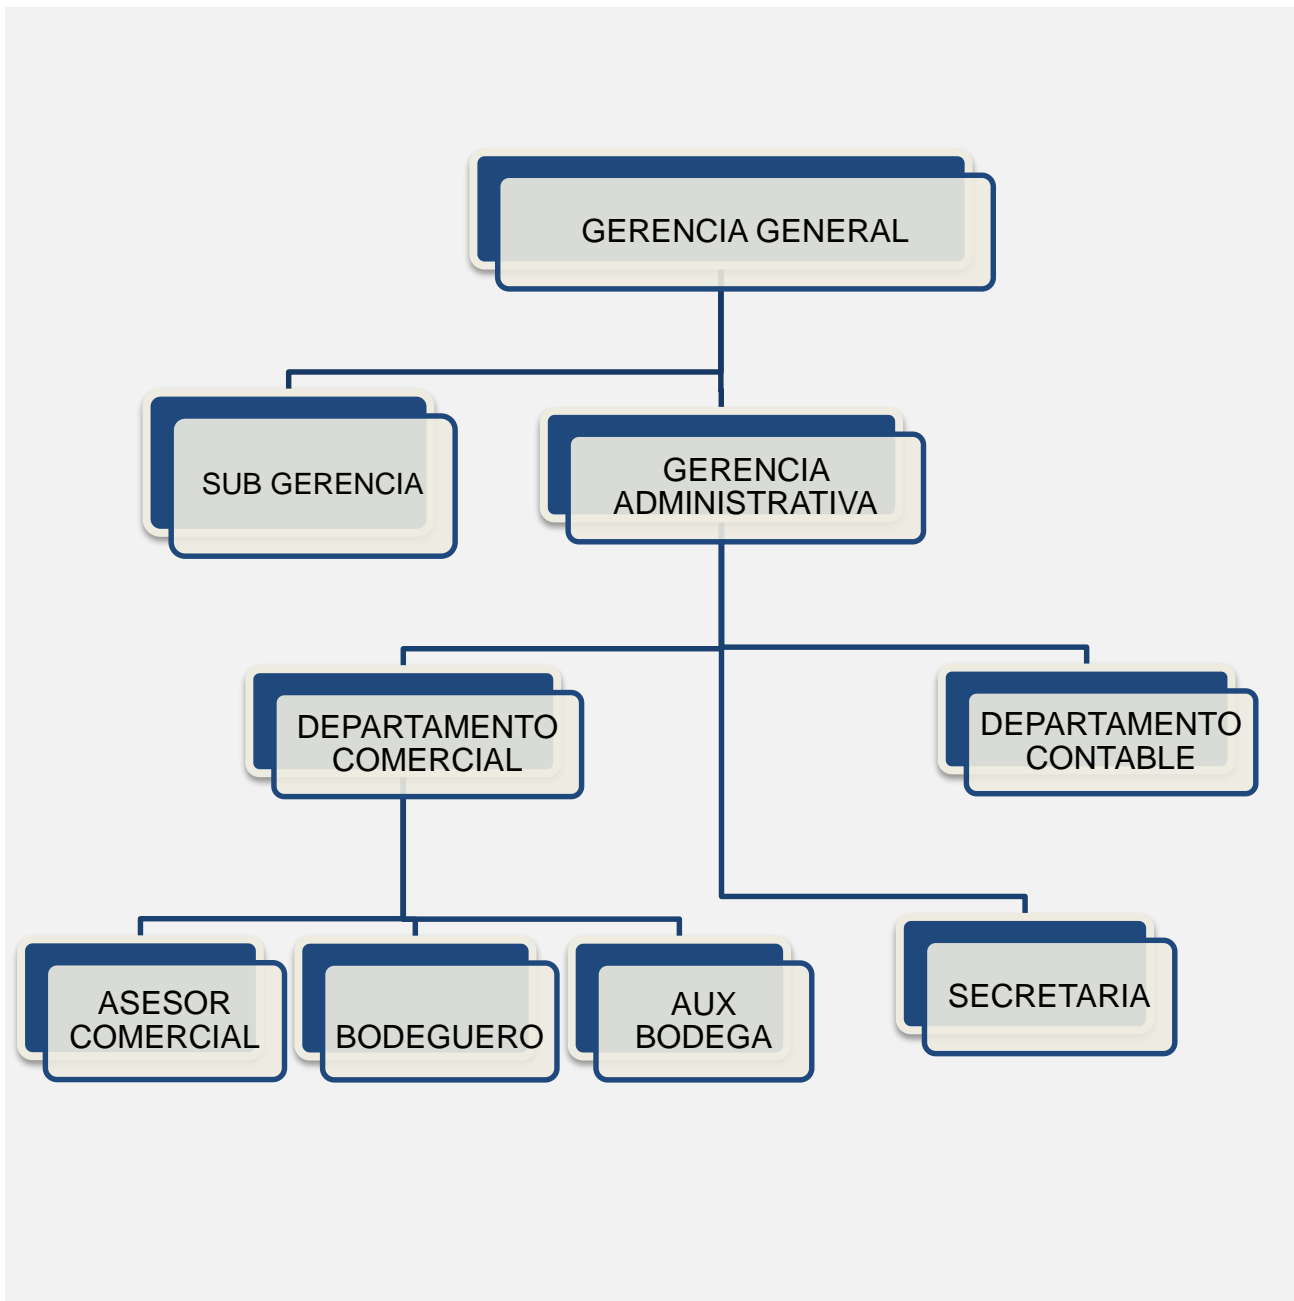 GERENCIA GENERAL
SUB GERENCIA
GERENCIA
ADMINISTRATIVA
DEPARTAMENTO
COMERCIAL
DEPARTAMENTO
CONTABLE
ASESOR
COMERCIAL
BODEGUERO
AUX
BODEGA
SECRETARIA